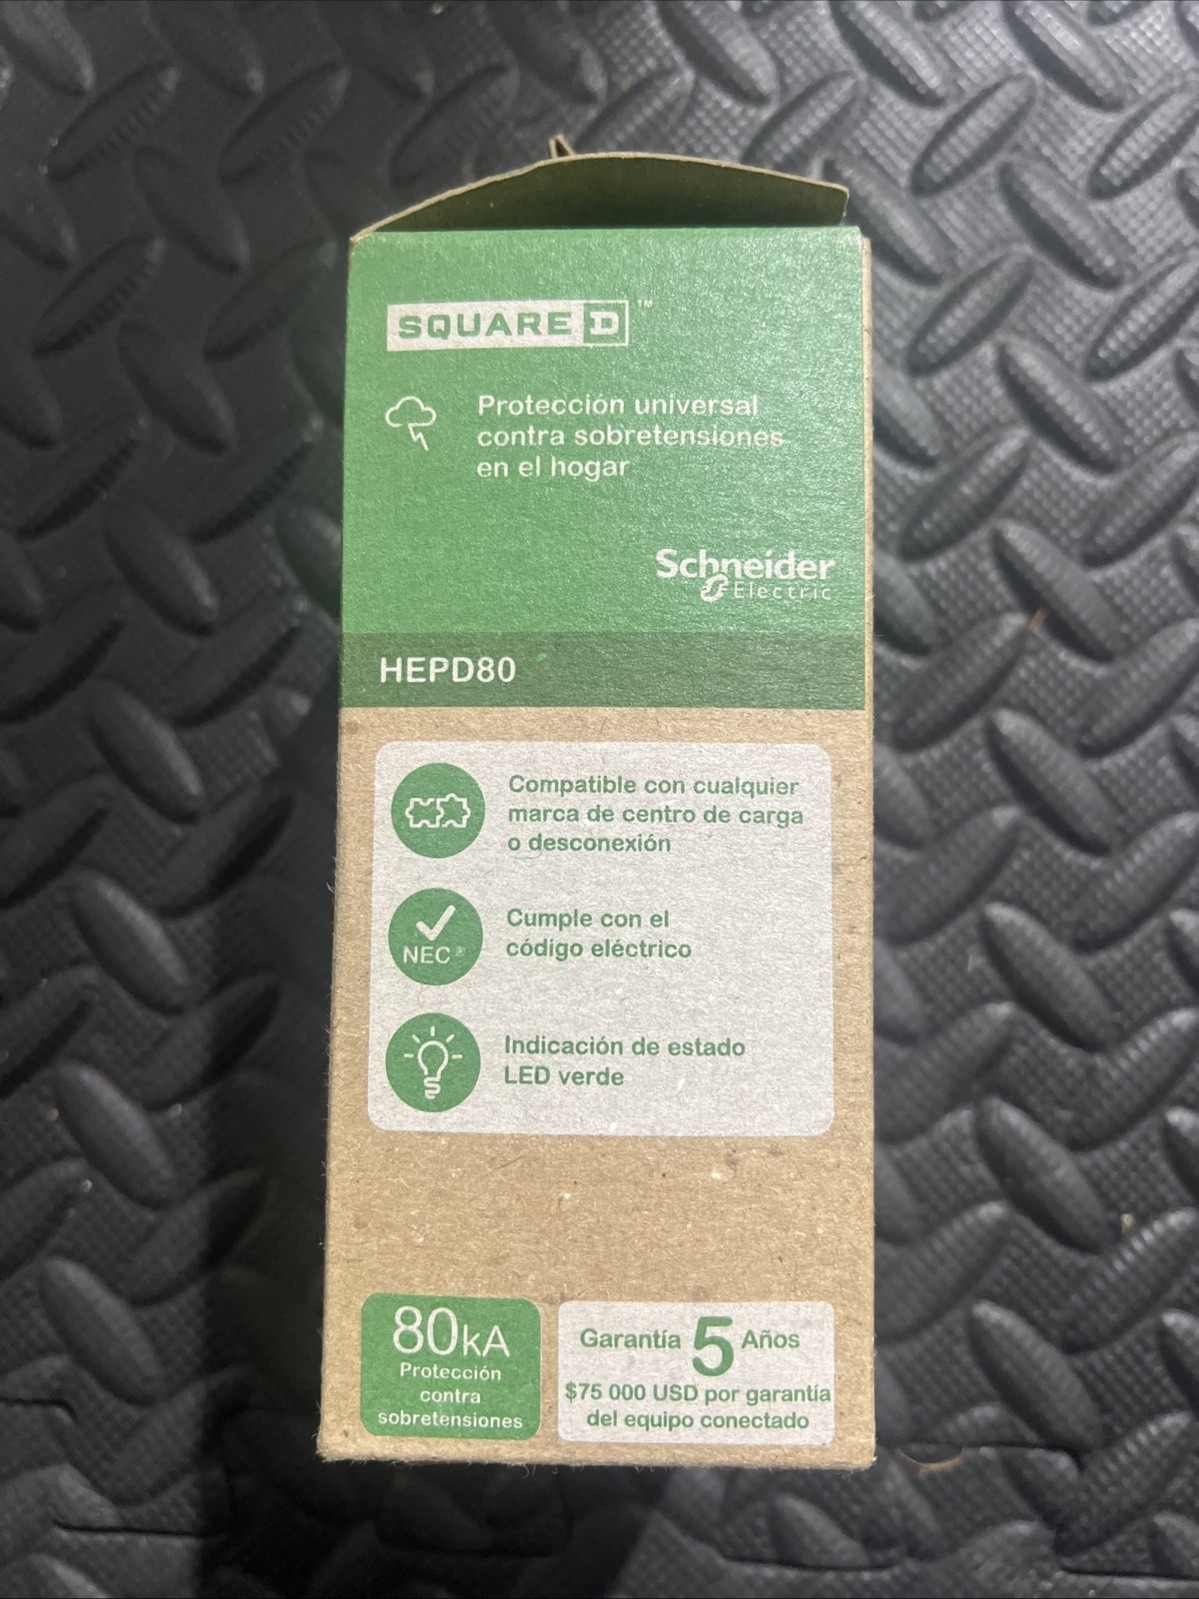 SQUARE D™
Protección universal
contra sobretensiones
en el hogar
Schneider
Electric
HEPD80
Compatible con cualquier
marca de centro de carga
o desconexión
NEC®
Cumple con el
código eléctrico
Indicación de estado
LED verde
80kA
Protección
contra
sobretensiones
Garantía 5 Años
$75 000 USD por garantía
del equipo conectado